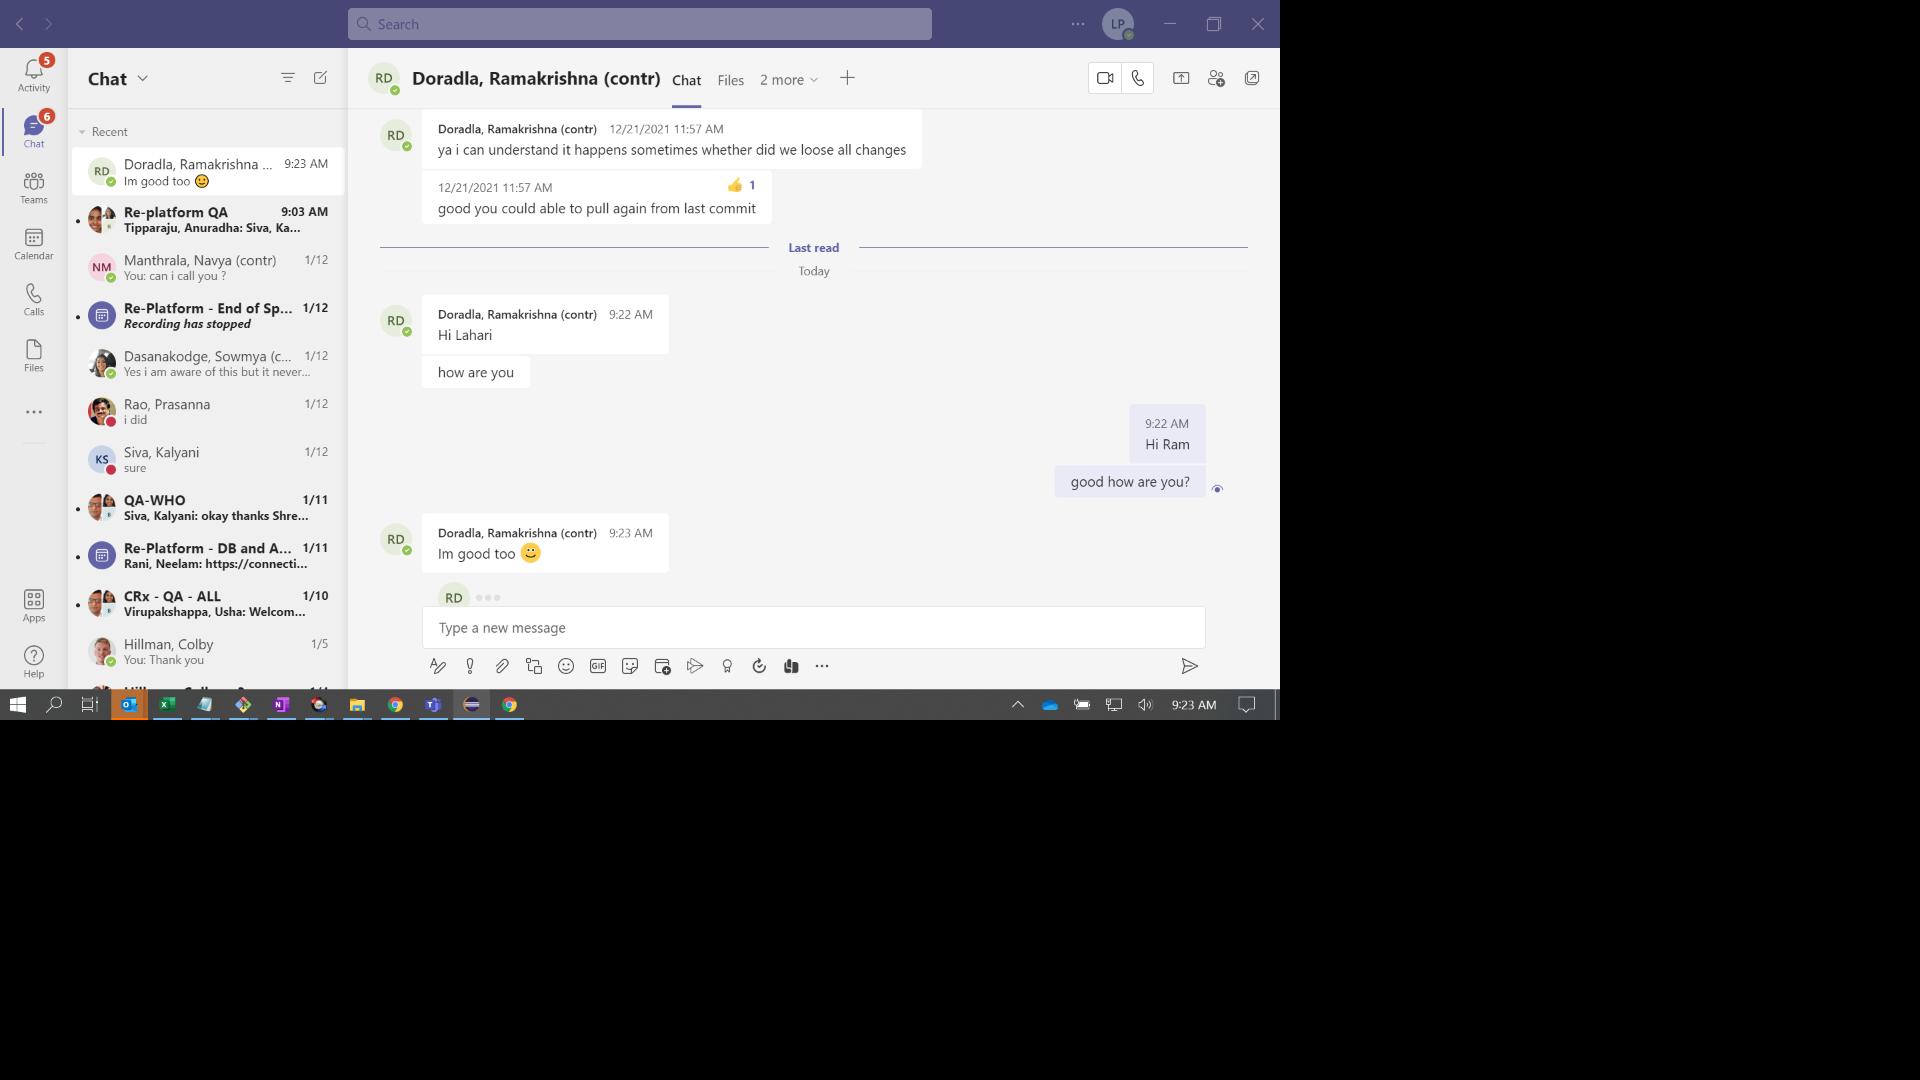 Search
LP
5
Activity
6
Chat
Teams
Calendar
Calls
Files
Apps
Help
Chat
Recent
RD
Doradla, Ramakrishna ... 9:23 AM
Im good too
Re-platform QA 9:03 AM
Tipparaju, Anuradha: Siva, Ka...
NM
Manthrala, Navya (contr) 1/12
You: can i call you ?
Re-Platform - End of Sp... 1/12
Recording has stopped
Dasanakodge, Sowmya (c... 1/12
Yes i am aware of this but it never...
Rao, Prasanna 1/12
i did
KS
Siva, Kalyani 1/12
sure
QA-WHO 1/11
Siva, Kalyani: okay thanks Shre...
Re-Platform - DB and A... 1/11
Rani, Neelam: https://connecti...
CRx - QA - ALL 1/10
Virupakshappa, Usha: Welcom...
Hillman, Colby 1/5
You: Thank you
RD Doradla, Ramakrishna (contr) Chat Files 2 more
RD
Doradla, Ramakrishna (contr) 12/21/2021 11:57 AM
ya i can understand it happens sometimes whether did we loose all changes
12/21/2021 11:57 AM 1
good you could able to pull again from last commit
Last read
Today
RD
Doradla, Ramakrishna (contr) 9:22 AM
Hi Lahari
how are you
9:22 AM
Hi Ram
good how are you?
RD
Doradla, Ramakrishna (contr) 9:23 AM
Im good too
RD
Type a new message
GIF
9:23 AM